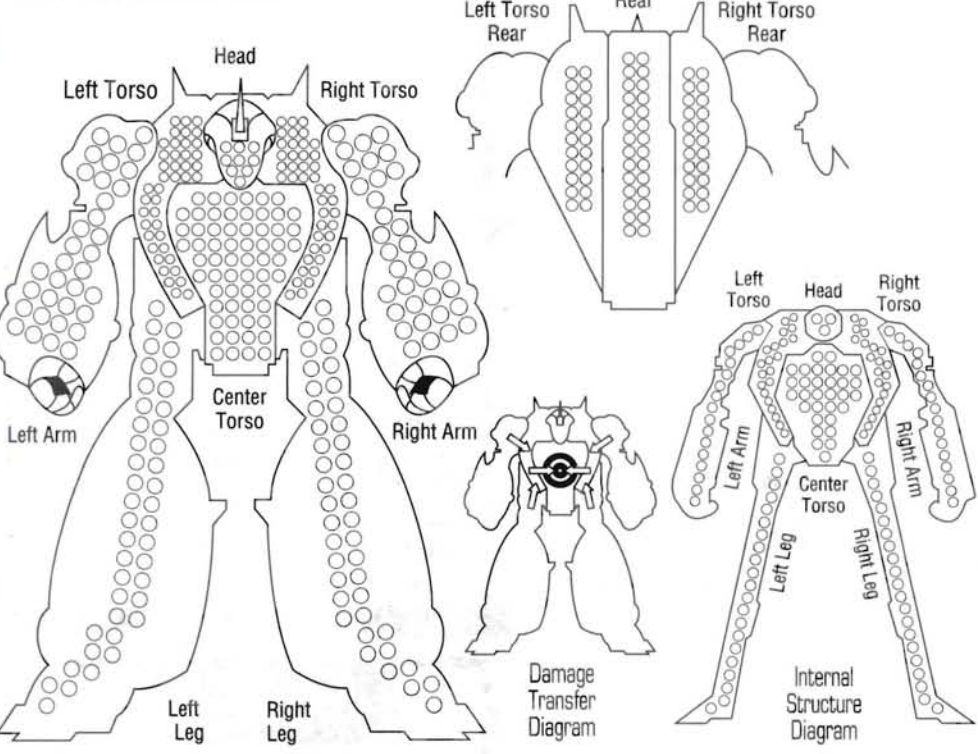 Head
Left Torso
Right Torso
Left Arm
Center
Torso
Right Arm
Left
Leg
Right
Leg
Left Torso
Rear
Rear
Right Torso
Rear
Damage
Transfer
Diagram
Left
Torso
Head
Right
Torso
Left Arm
Right Arm
Center
Torso
Left Leg
Right Leg
Internal
Structure
Diagram